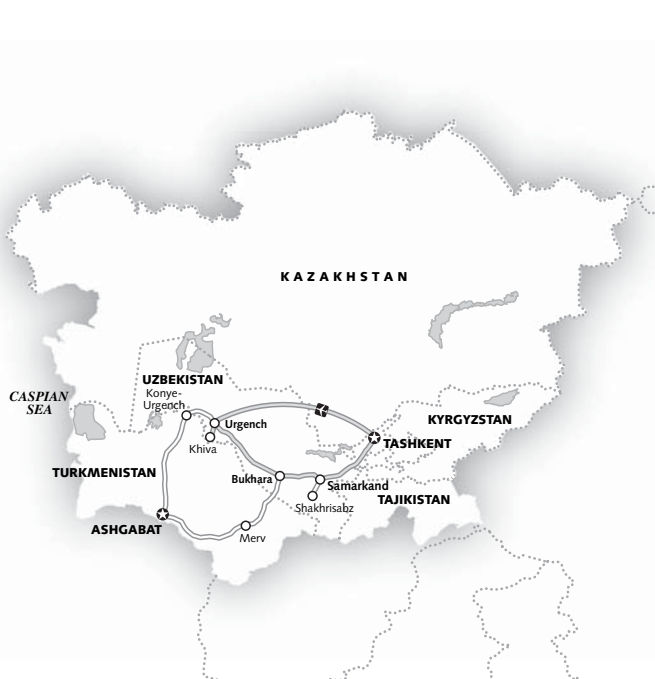 KAZAKHSTAN
UZBEKISTAN
CASPIAN
SEA
Konye-
Urgench
Urgench
KYRGYZSTAN
TASHKENT
Khiva
TURKMENISTAN
Bukhara
Samarkand
TAJIKISTAN
Shakhrisabz
ASHGABAT
Merv